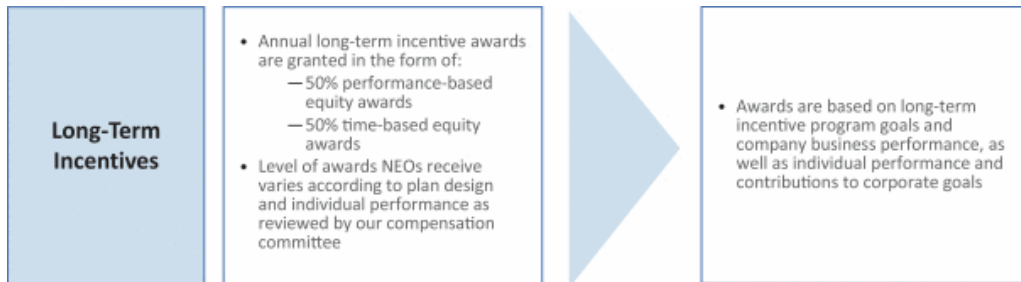 Long-Term
Incentives
• Annual long-term incentive awards
are granted in the form of:
—50% performance-based
equity awards
—50% time-based equity
awards
• Level of awards NEOs receive
varies according to plan design
and individual performance as
reviewed by our compensation
committee
• Awards are based on long-term
incentive program goals and
company business performance, as
well as individual performance and
contributions to corporate goals